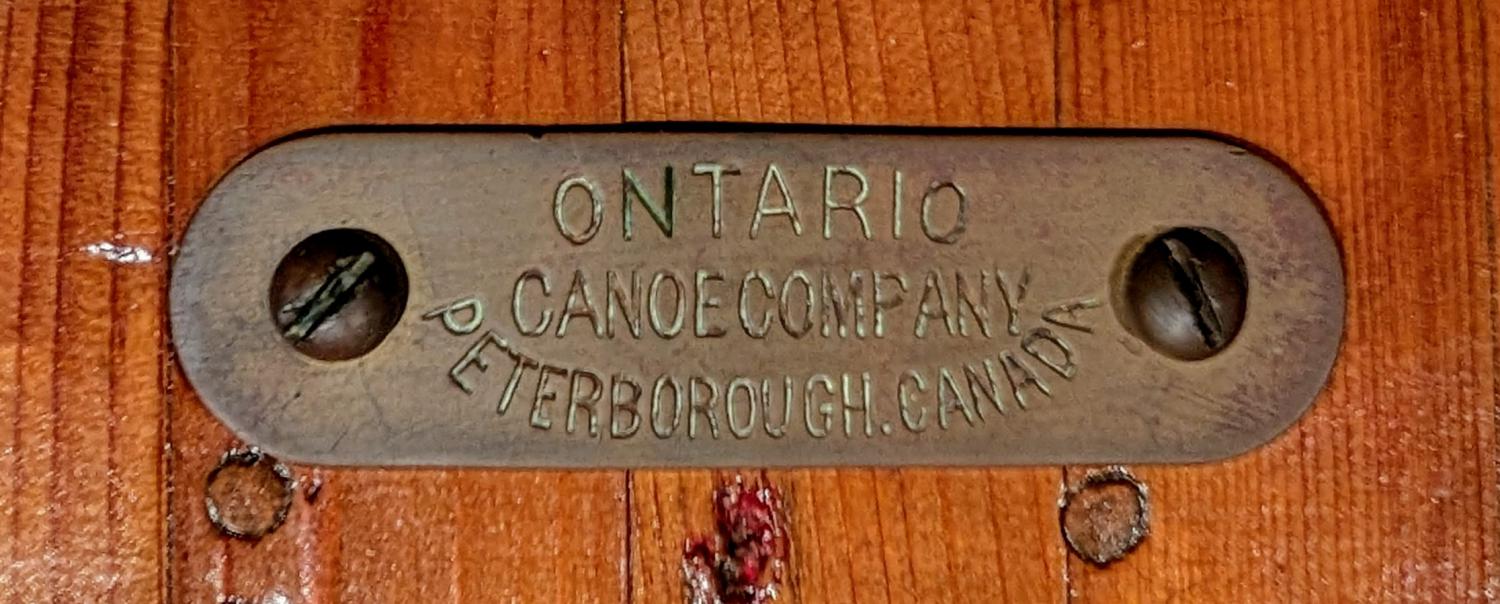 ONTARIO
CANOE COMPANY
PETERBOROUGH. CANADA